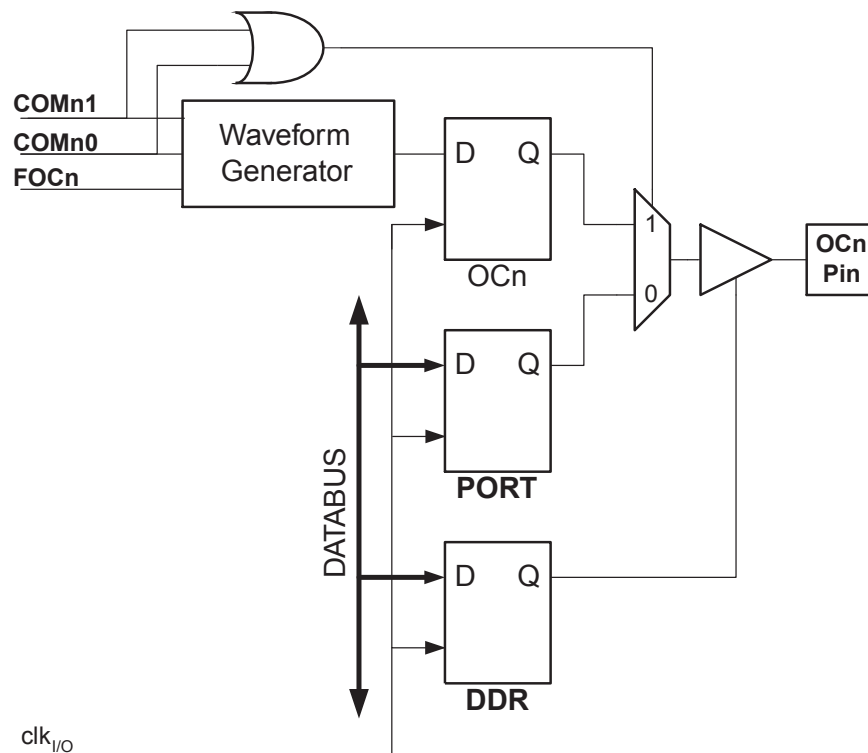 COMn1
COMn0
FOCn
Waveform
Generator
D Q
OCn
1
0
OCn
Pin
D Q
PORT
DATABUS
D Q
DDR
clkI/O